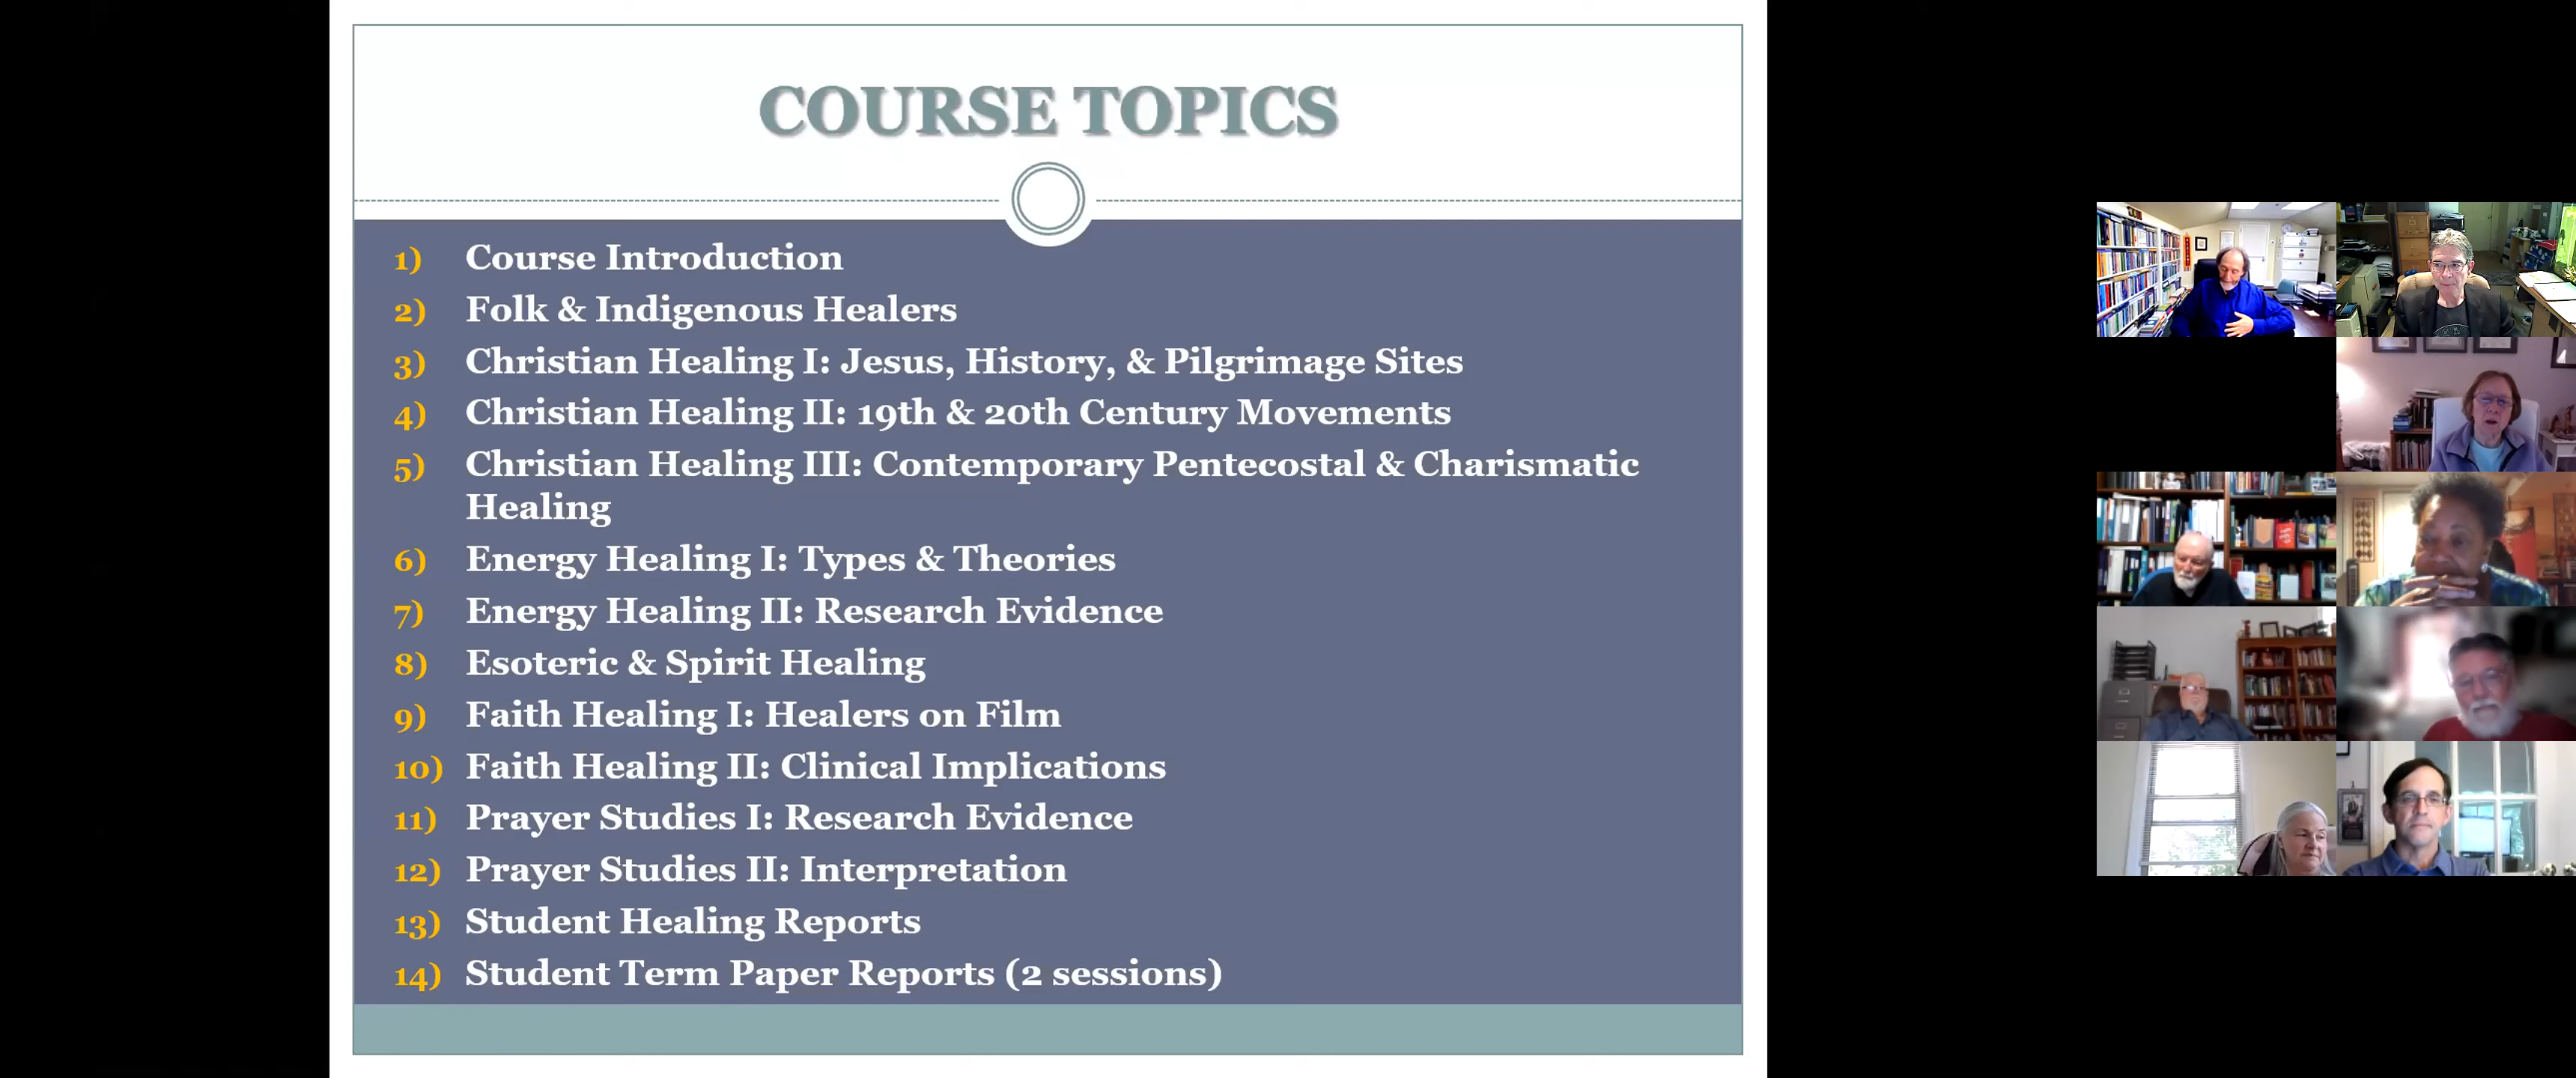 COURSE TOPICS
1) Course Introduction
2) Folk & Indigenous Healers
3) Christian Healing I: Jesus, History, & Pilgrimage Sites
4) Christian Healing II: 19th & 20th Century Movements
5) Christian Healing III: Contemporary Pentecostal & Charismatic
Healing
6) Energy Healing I: Types & Theories
7) Energy Healing II: Research Evidence
8) Esoteric & Spirit Healing
9) Faith Healing I: Healers on Film
10) Faith Healing II: Clinical Implications
11) Prayer Studies I: Research Evidence
12) Prayer Studies II: Interpretation
13) Student Healing Reports
14) Student Term Paper Reports (2 sessions)